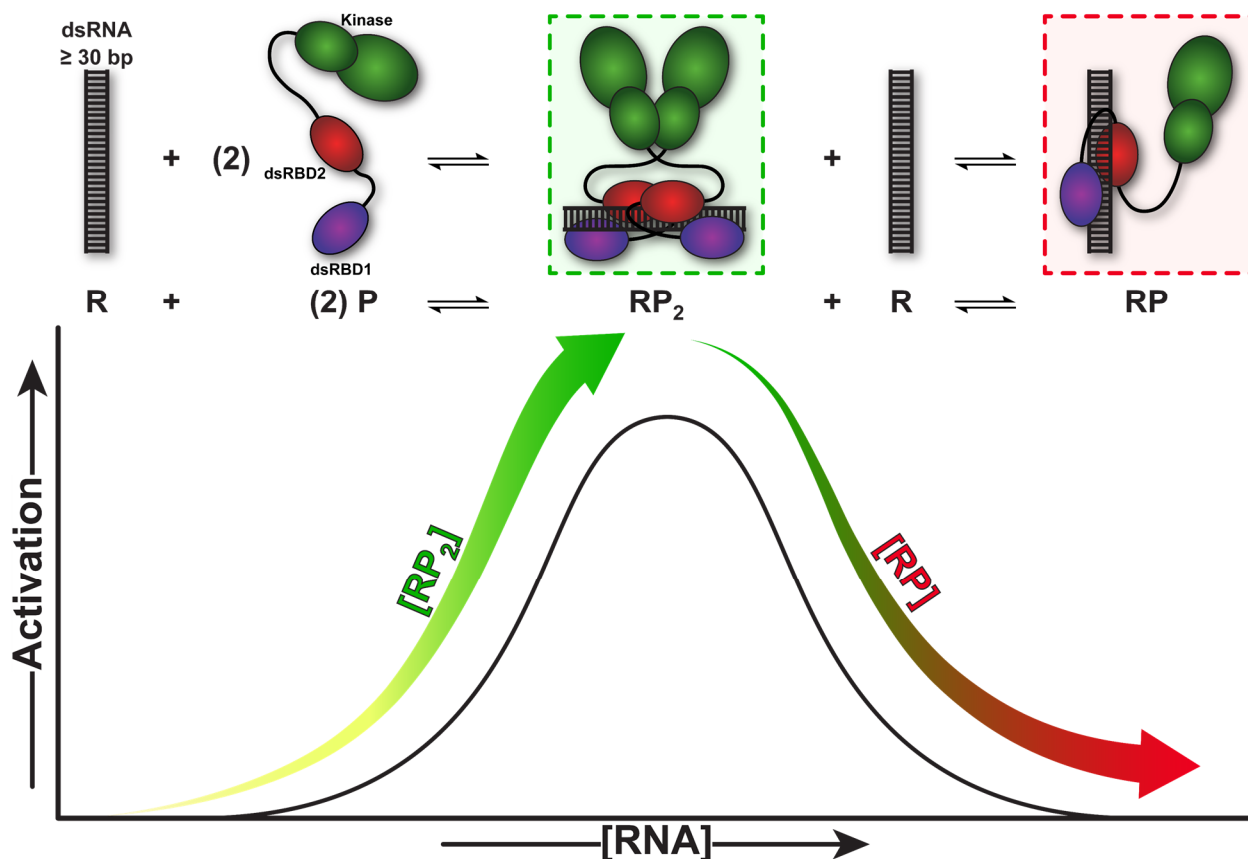 Kinase
dsRNA
≥ 30 bp
+ (2) + 
dsRBD2
dsRBD1
R + (2) P ⇌ RP₂ + R ⇌ RP
[RP₂]
[RP]
Activation
[RNA]